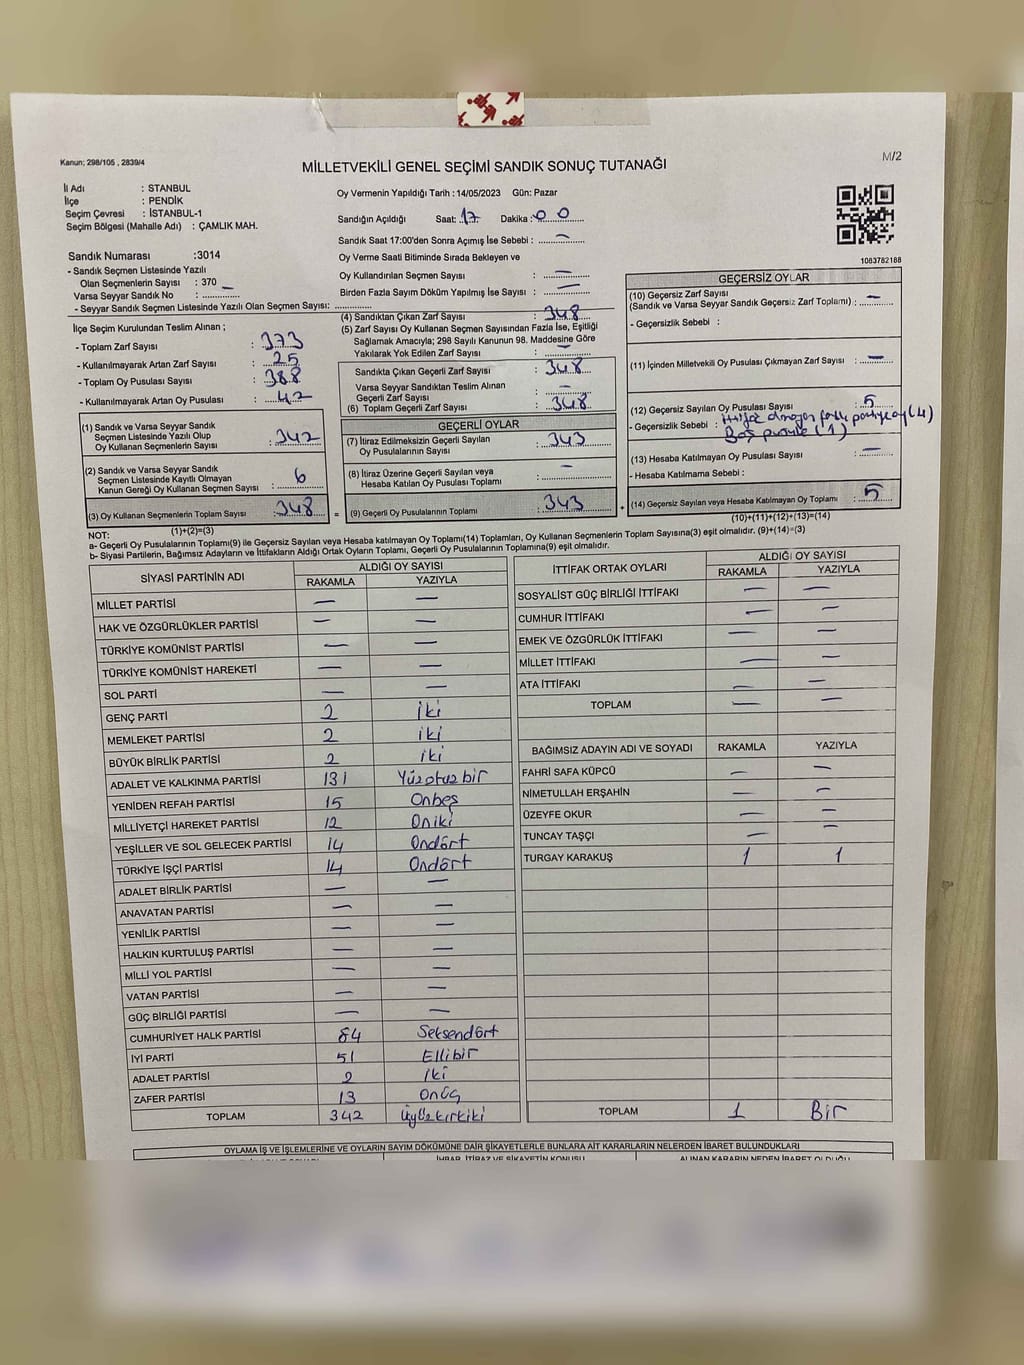 Kanun; 298/105 , 2839/4
M/2
MİLLETVEKİLİ GENEL SEÇİMİ SANDIK SONUÇ TUTANAĞI
İl Adı : STANBUL
İlçe : PENDİK
Seçim Çevresi : İSTANBUL-1
Seçim Bölgesi (Mahalle Adı) : ÇAMLIK MAH.
Oy Vermenin Yapıldığı Tarih : 14/05/2023 Gün: Pazar
Sandığın Açıldığı Saat: 17 Dakika: 00
Sandık Saat 17:00'den Sonra Açımış İse Sebebi : —
Oy Verme Saati Bitiminde Sırada Bekleyen ve
Oy Kullandırılan Seçmen Sayısı : —
Birden Fazla Sayım Döküm Yapılmış İse Sayısı : —
1083782188
Sandık Numarası :3014
- Sandık Seçmen Listesinde Yazılı
Olan Seçmenlerin Sayısı : 370 —
Varsa Seyyar Sandık No :
- Seyyar Sandık Seçmen Listesinde Yazılı Olan Seçmen Sayısı:
İlçe Seçim Kurulundan Teslim Alınan ;
- Toplam Zarf Sayısı : 373
- Kullanılmayarak Artan Zarf Sayısı : 25
- Toplam Oy Pusulası Sayısı : 388
- Kullanılmayarak Artan Oy Pusulası : 42
(1) Sandık ve Varsa Seyyar Sandık
Seçmen Listesinde Yazılı Olup
Oy Kullanan Seçmenlerin Sayısı : 342
(2) Sandık ve Varsa Seyyar Sandık
Seçmen Listesinde Kayıtlı Olmayan
Kanun Gereği Oy Kullanan Seçmen Sayısı : 6
(3) Oy Kullanan Seçmenlerin Toplam Sayısı : 348
(1)+(2)=(3)
(4) Sandıktan Çıkan Zarf Sayısı : 348
(5) Zarf Sayısı Oy Kullanan Seçmen Sayısından Fazla İse, Eşitliği
Sağlamak Amacıyla; 298 Sayılı Kanunun 98. Maddesine Göre
Yakılarak Yok Edilen Zarf Sayısı : —
Sandıkta Çıkan Geçerli Zarf Sayısı : 348
Varsa Seyyar Sandıktan Teslim Alınan
Geçerli Zarf Sayısı : —
(6) Toplam Geçerli Zarf Sayısı : 348
GEÇERLİ OYLAR
(7) İtiraz Edilmeksizin Geçerli Sayılan
Oy Pusulasının Sayısı : 343
(8) İtiraz Üzerine Geçerli Sayılan veya
Hesaba Katılan Oy Pusulası Toplamı : —
= (9) Geçerli Oy Pusulalarının Toplamı : 343 +
GEÇERSİZ OYLAR
(10) Geçersiz Zarf Sayısı
(Sandık ve Varsa Seyyar Sandık Geçersiz Zarf Toplamı) : —
- Geçersizlik Sebebi :
(11) İçinden Milletvekili Oy Pusulası Çıkmayan Zarf Sayısı : —
(12) Geçersiz Sayılan Oy Pusulası Sayısı : 5
- Geçersizlik Sebebi : ittifak olmayan farklı partiye oy (4)
Boş pusula (1)
(13) Hesaba Katılmayan Oy Pusulası Sayısı : —
- Hesaba Katılmama Sebebi :
(14) Geçersiz Sayılan veya Hesaba Katılmayan Oy Toplamı : 5
(10)+(11)+(12)+(13)=(14)
NOT:
a- Geçerli Oy Pusulalarının Toplamı(9) ile Geçersiz Sayılan veya Hesaba katılmayan Oy Toplamı(14) Toplamları, Oy Kullanan Seçmenlerin Toplam Sayısına(3) eşit olmalıdır. (9)+(14)=(3)
b- Siyasi Partilerin, Bağımsız Adayların ve İttifakların Aldığı Ortak Oyların Toplamı, Geçerli Oy Pusulalarının Toplamına(9) eşit olmalıdır.
SİYASİ PARTİNİN ADI ALDIĞI OY SAYISI
RAKAMLA YAZIYLA
MİLLET PARTİSİ — —
HAK VE ÖZGÜRLÜKLER PARTİSİ — —
TÜRKİYE KOMÜNİST PARTİSİ — —
TÜRKİYE KOMÜNİST HAREKETİ — —
SOL PARTİ — —
GENÇ PARTİ 2 iki
MEMLEKET PARTİSİ 2 iki
BÜYÜK BİRLİK PARTİSİ 2 iki
ADALET VE KALKINMA PARTİSİ 131 Yüzotuzbir
YENİDEN REFAH PARTİSİ 15 Onbeş
MİLLİYETÇİ HAREKET PARTİSİ 12 Oniki
YEŞİLLER VE SOL GELECEK PARTİSİ 14 Ondört
TÜRKİYE İŞÇİ PARTİSİ 14 Ondört
ADALET BİRLİK PARTİSİ — —
ANAVATAN PARTİSİ — —
YENİLİK PARTİSİ — —
HALKIN KURTULUŞ PARTİSİ — —
MİLLİ YOL PARTİSİ — —
VATAN PARTİSİ — —
GÜÇ BİRLİĞİ PARTİSİ — —
CUMHURİYET HALK PARTİSİ 84 Seksendört
İYİ PARTİ 51 Ellibir
ADALET PARTİSİ 2 iki
ZAFER PARTİSİ 13 Onüç
TOPLAM 342 Üçyüzkırkiki
İTTİFAK ORTAK OYLARI ALDIĞI OY SAYISI
RAKAMLA YAZIYLA
SOSYALİST GÜÇ BİRLİĞİ İTTİFAKI — —
CUMHUR İTTİFAKI — —
EMEK VE ÖZGÜRLÜK İTTİFAKI — —
MİLLET İTTİFAKI — —
ATA İTTİFAKI — —
TOPLAM — —
BAĞIMSIZ ADAYIN ADI VE SOYADI RAKAMLA YAZIYLA
FAHRİ SAFA KÜPCÜ — —
NİMETULLAH ERŞAHİN — —
ÜZEYFE OKUR — —
TUNCAY TAŞÇI — —
TURGAY KARAKUŞ 1 1
TOPLAM 1 Bir
OYLAMA İŞ VE İŞLEMLERİNE VE OYLARIN SAYIM DÖKÜMÜNE DAİR ŞİKAYETLERLE BUNLARA AİT KARARLARIN NELERDEN İBARET BULUNDUKLARI
İHBAR, İTİRAZ VE ŞİKAYETİN KONUSU ALINAN KARARIN NEDEN İBARET OLDUĞU